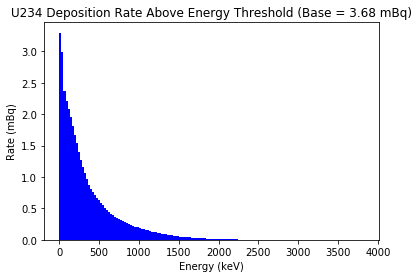 U234 Deposition Rate Above Energy Threshold (Base = 3.68 mBq)
3.0
2.5
2.0
1.5
1.0
0.5
0.0
Rate (mBq)
0 500 1000 1500 2000 2500 3000 3500 4000
Energy (keV)